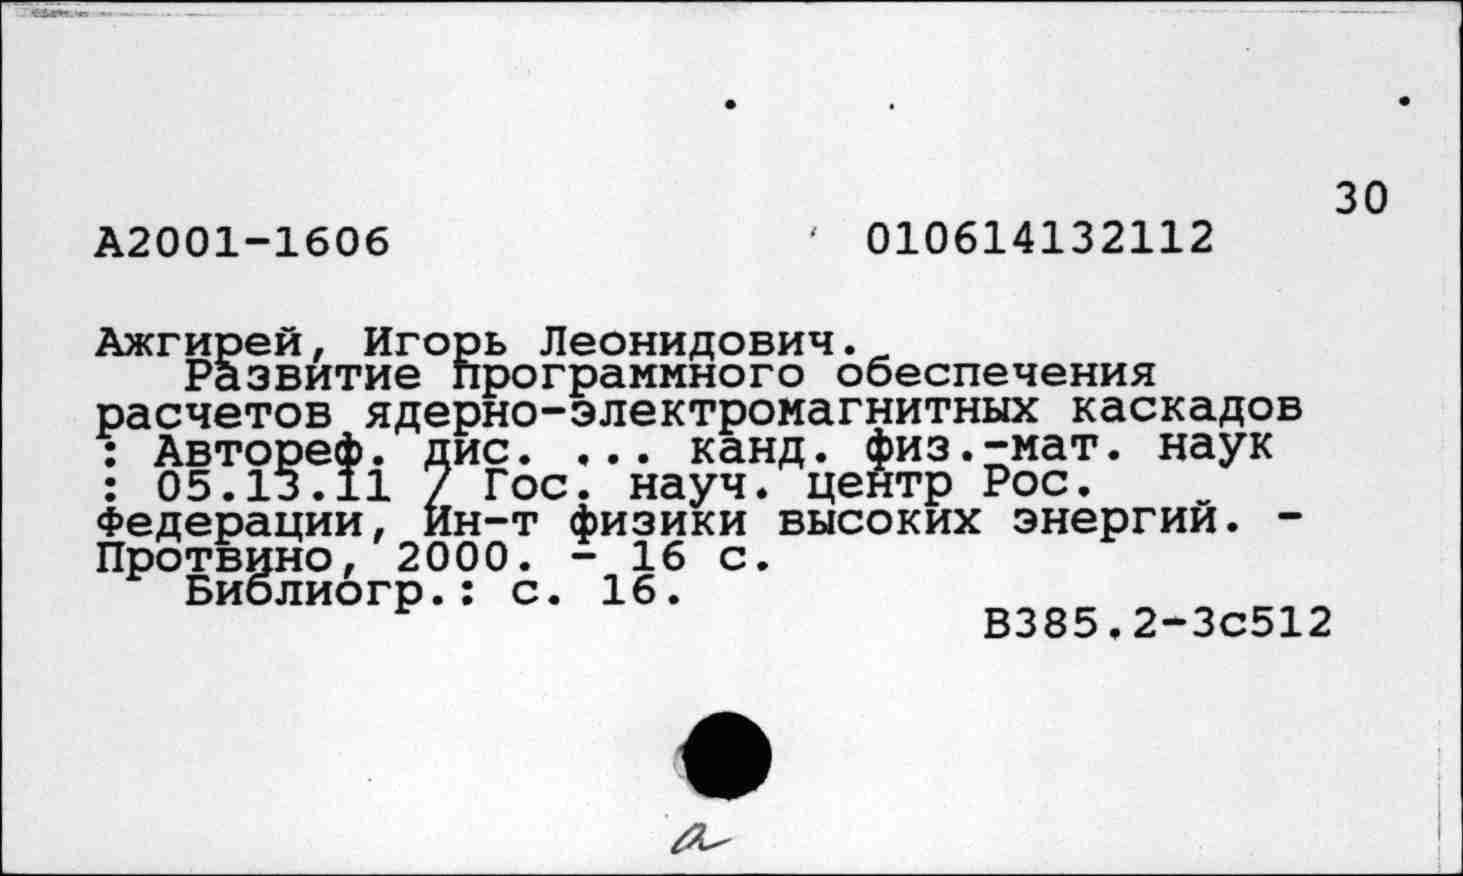 30
А2001-1606 010614132112
Ажгирей, Игорь Леонидович.
Развитие программного обеспечения
расчетов ядерно-электромагнитных каскадов
: Автореф. дис. ... канд. физ.-мат. наук
: 05.13.11 / Гос. науч. центр Рос.
Федерации, Ин-т физики высоких энергий. -
Протвино, 2000. - 16 с.
Библиогр.: с. 16.
В385.2-3с512